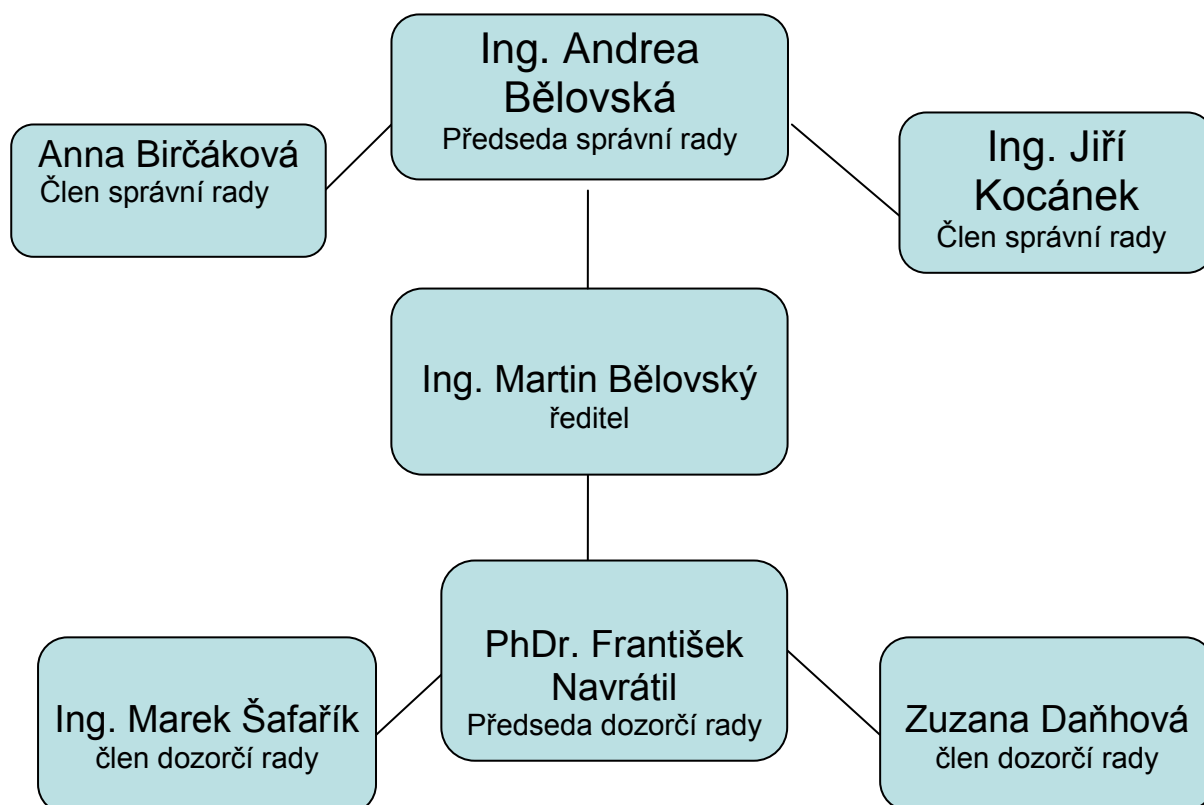 Ing. Andrea
Bělovská
Předseda správní rady
Anna Birčáková
Člen správní rady
Ing. Jiří
Kocánek
Člen správní rady
Ing. Martin Bělovský
ředitel
PhDr. František
Navrátil
Předseda dozorčí rady
Ing. Marek Šafařík
člen dozorčí rady
Zuzana Daňhová
člen dozorčí rady